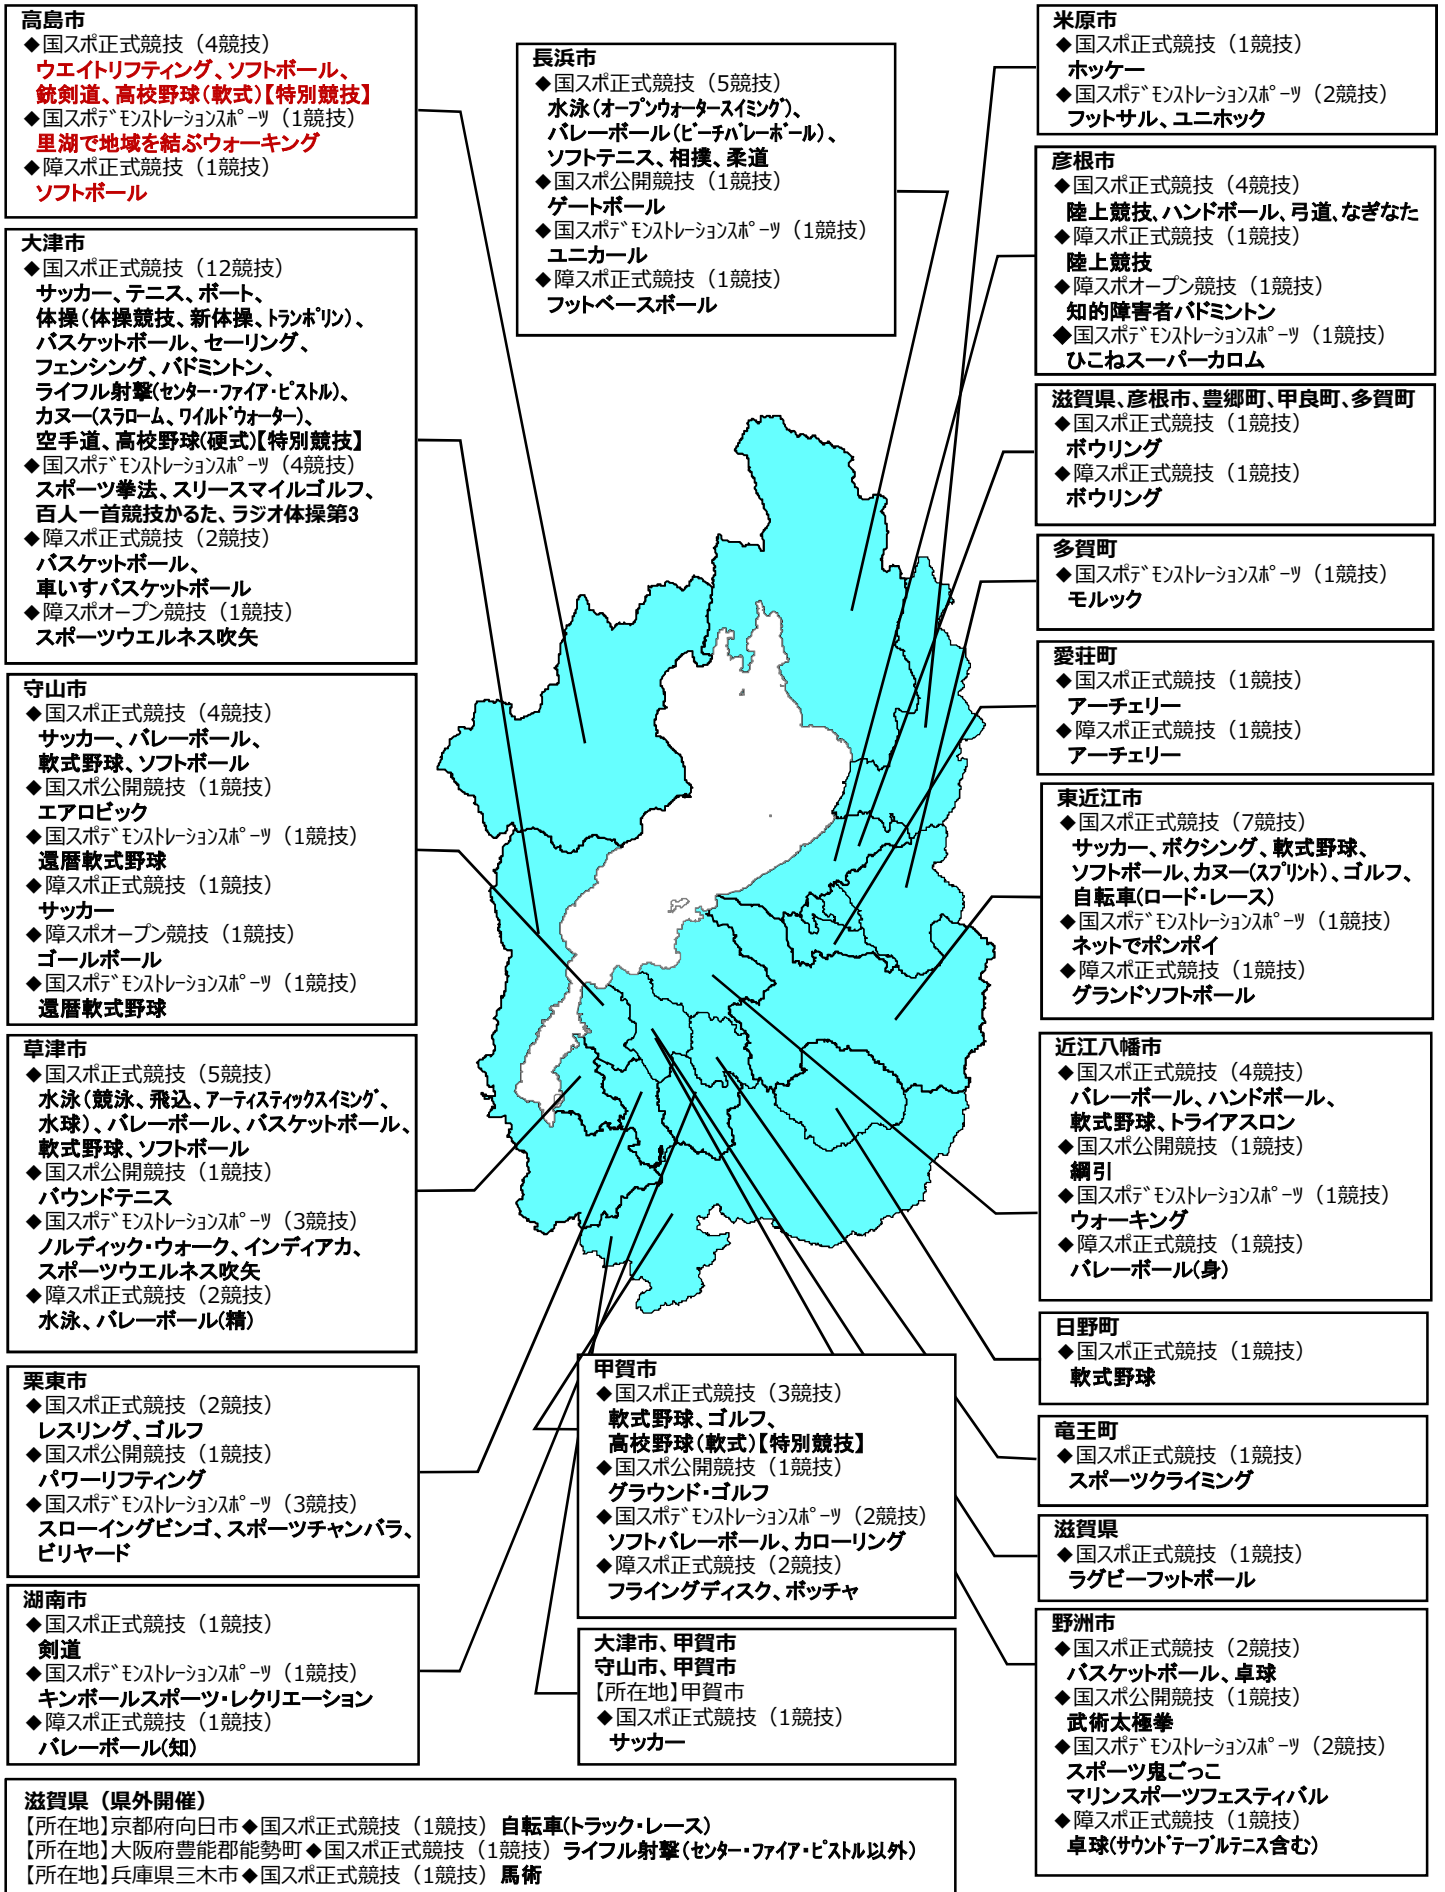 高島市
◆国スポ正式競技（4競技）
ウエイトリフティング、ソフトボール、
銃剣道、高校野球(軟式)【特別競技】
◆国スポデモンストレーションスポーツ（1競技）
里湖で地域を結ぶウォーキング
◆障スポ正式競技（1競技）
ソフトボール
大津市
◆国スポ正式競技（12競技）
サッカー、テニス、ボート、
体操(体操競技、新体操、トランポリン)、
バスケットボール、セーリング、
フェンシング、バドミントン、
ライフル射撃(センター・ファイア・ピストル)、
カヌー(スラローム、ワイルドウォーター)、
空手道、高校野球(硬式)【特別競技】
◆国スポデモンストレーションスポーツ（4競技）
スポーツ拳法、スリースマイルゴルフ、
百人一首競技かるた、ラジオ体操第3
◆障スポ正式競技（2競技）
バスケットボール、
車いすバスケットボール
◆障スポオープン競技（1競技）
スポーツウエルネス吹矢
守山市
◆国スポ正式競技（4競技）
サッカー、バレーボール、
軟式野球、ソフトボール
◆国スポ公開競技（1競技）
エアロビック
◆国スポデモンストレーションスポーツ（1競技）
還暦軟式野球
◆障スポ正式競技（1競技）
サッカー
◆障スポオープン競技（1競技）
ゴールボール
◆国スポデモンストレーションスポーツ（1競技）
還暦軟式野球
草津市
◆国スポ正式競技（5競技）
水泳(競泳、飛込、アーティスティックスイミング、
水球)、バレーボール、バスケットボール、
軟式野球、ソフトボール
◆国スポ公開競技（1競技）
バウンドテニス
◆国スポデモンストレーションスポーツ（3競技）
ノルディック・ウォーク、インディアカ、
スポーツウエルネス吹矢
◆障スポ正式競技（2競技）
水泳、バレーボール(精)
栗東市
◆国スポ正式競技（2競技）
レスリング、ゴルフ
◆国スポ公開競技（1競技）
パワーリフティング
◆国スポデモンストレーションスポーツ（3競技）
スローイングビンゴ、スポーツチャンバラ、
ビリヤード
湖南市
◆国スポ正式競技（1競技）
剣道
◆国スポデモンストレーションスポーツ（1競技）
キンボールスポーツ・レクリエーション
◆障スポ正式競技（1競技）
バレーボール(知)
長浜市
◆国スポ正式競技（5競技）
水泳(オープンウォータースイミング)、
バレーボール(ビーチバレーボール)、
ソフトテニス、相撲、柔道
◆国スポ公開競技（1競技）
ゲートボール
◆国スポデモンストレーションスポーツ（1競技）
ユニカール
◆障スポ正式競技（1競技）
フットベースボール
甲賀市
◆国スポ正式競技（3競技）
軟式野球、ゴルフ、
高校野球(軟式)【特別競技】
◆国スポ公開競技（1競技）
グラウンド・ゴルフ
◆国スポデモンストレーションスポーツ（2競技）
ソフトバレーボール、カローリング
◆障スポ正式競技（2競技）
フライングディスク、ボッチャ
大津市、甲賀市
守山市、甲賀市
【所在地】甲賀市
◆国スポ正式競技（1競技）
サッカー
米原市
◆国スポ正式競技（1競技）
ホッケー
◆国スポデモンストレーションスポーツ（2競技）
フットサル、ユニホック
彦根市
◆国スポ正式競技（4競技）
陸上競技、ハンドボール、弓道、なぎなた
◆障スポ正式競技（1競技）
陸上競技
◆障スポオープン競技（1競技）
知的障害者バドミントン
◆国スポデモンストレーションスポーツ（1競技）
ひこねスーパーカロム
滋賀県、彦根市、豊郷町、甲良町、多賀町
◆国スポ正式競技（1競技）
ボウリング
◆障スポ正式競技（1競技）
ボウリング
多賀町
◆国スポデモンストレーションスポーツ（1競技）
モルック
愛荘町
◆国スポ正式競技（1競技）
アーチェリー
◆障スポ正式競技（1競技）
アーチェリー
東近江市
◆国スポ正式競技（7競技）
サッカー、ボクシング、軟式野球、
ソフトボール、カヌー(スプリント)、ゴルフ、
自転車(ロード・レース)
◆国スポデモンストレーションスポーツ（1競技）
ネットでポンポイ
◆障スポ正式競技（1競技）
グランドソフトボール
近江八幡市
◆国スポ正式競技（4競技）
バレーボール、ハンドボール、
軟式野球、トライアスロン
◆国スポ公開競技（1競技）
綱引
◆国スポデモンストレーションスポーツ（1競技）
ウォーキング
◆障スポ正式競技（1競技）
バレーボール(身)
日野町
◆国スポ正式競技（1競技）
軟式野球
竜王町
◆国スポ正式競技（1競技）
スポーツクライミング
滋賀県
◆国スポ正式競技（1競技）
ラグビーフットボール
野洲市
◆国スポ正式競技（2競技）
バスケットボール、卓球
◆国スポ公開競技（1競技）
武術太極拳
◆国スポデモンストレーションスポーツ（2競技）
スポーツ鬼ごっこ
マリンスポーツフェスティバル
◆障スポ正式競技（1競技）
卓球(サウンドテーブルテニス含む)
滋賀県（県外開催）
【所在地】京都府向日市◆国スポ正式競技（1競技）自転車(トラック・レース)
【所在地】大阪府豊能郡能勢町◆国スポ正式競技（1競技）ライフル射撃(センター・ファイア・ピストル以外)
【所在地】兵庫県三木市◆国スポ正式競技（1競技）馬術